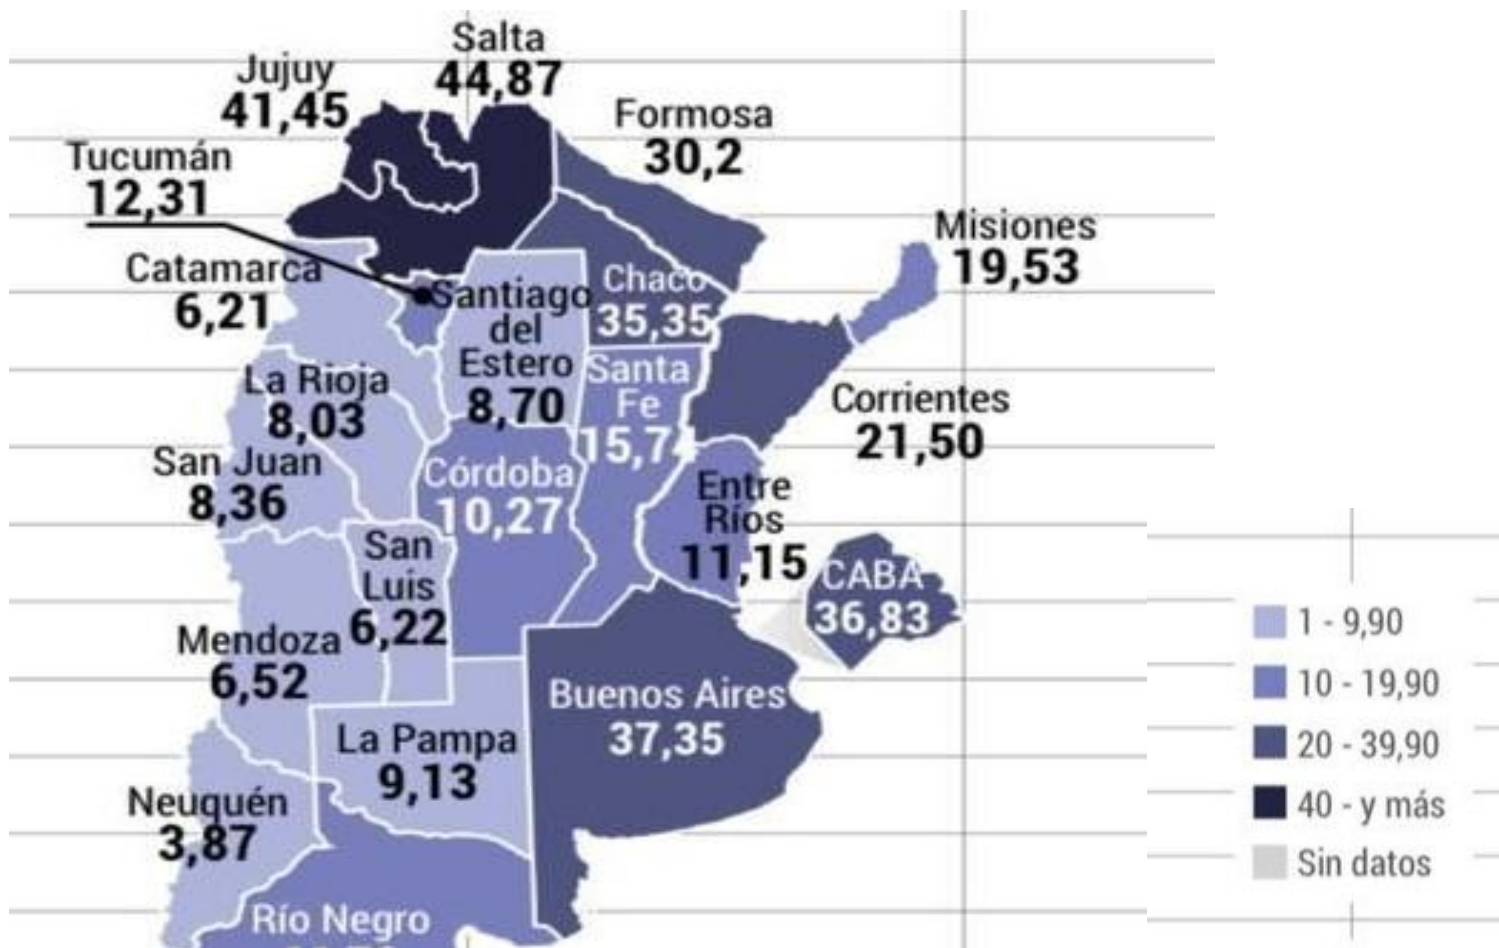 Salta
44,87
Jujuy
41,45
Formosa
30,2
Tucumán
12,31
Misiones
19,53
Catamarca
6,21
Chaco
35,35
Santiago
del
Estero
8,70
La Rioja
8,03
Santa
Fe
15,74
Corrientes
21,50
San Juan
8,36
Córdoba
10,27
Entre
Ríos
11,15
San
Luis
6,22
CABA
36,83
Mendoza
6,52
Buenos Aires
37,35
La Pampa
9,13
Neuquén
3,87
Río Negro
1 - 9,90
10 - 19,90
20 - 39,90
40 - y más
Sin datos